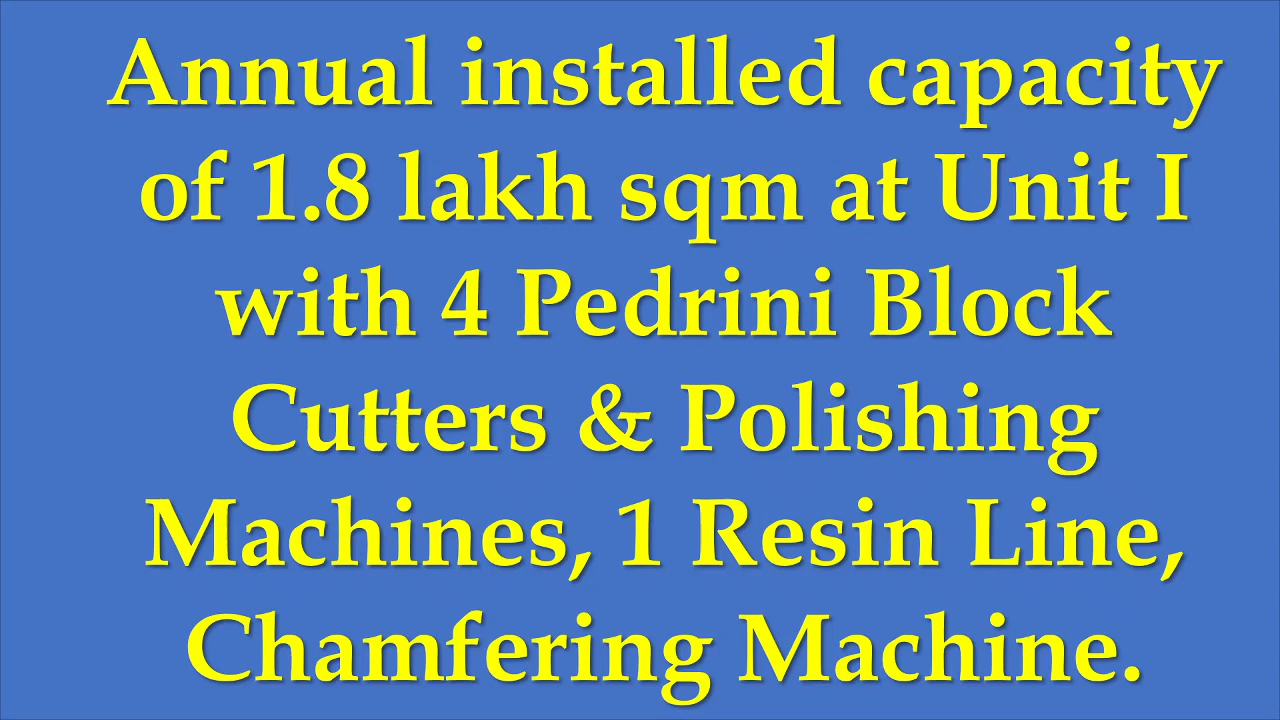 Annual installed capacity
of 1.8 lakh sqm at Unit I
with 4 Pedrini Block
Cutters & Polishing
Machines, 1 Resin Line,
Chamfering Machine.